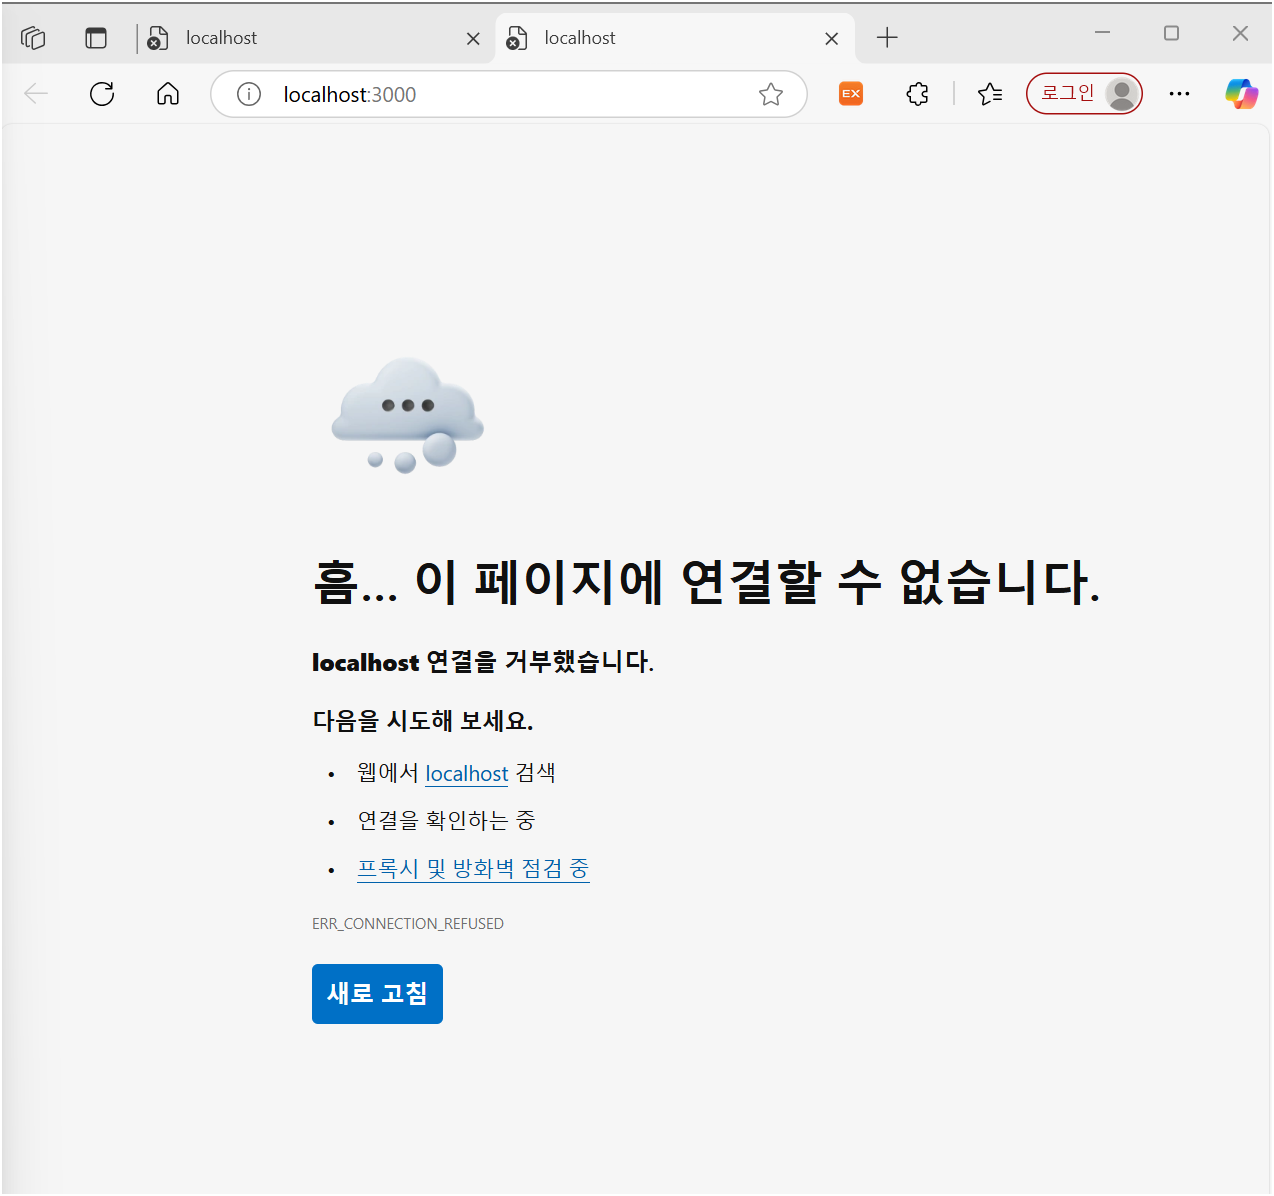 localhost
localhost
localhost:3000
EX
로그인
흠... 이 페이지에 연결할 수 없습니다.
localhost 연결을 거부했습니다.
다음을 시도해 보세요.
• 웹에서 localhost 검색
• 연결을 확인하는 중
• 프록시 및 방화벽 점검 중
ERR_CONNECTION_REFUSED
새로 고침